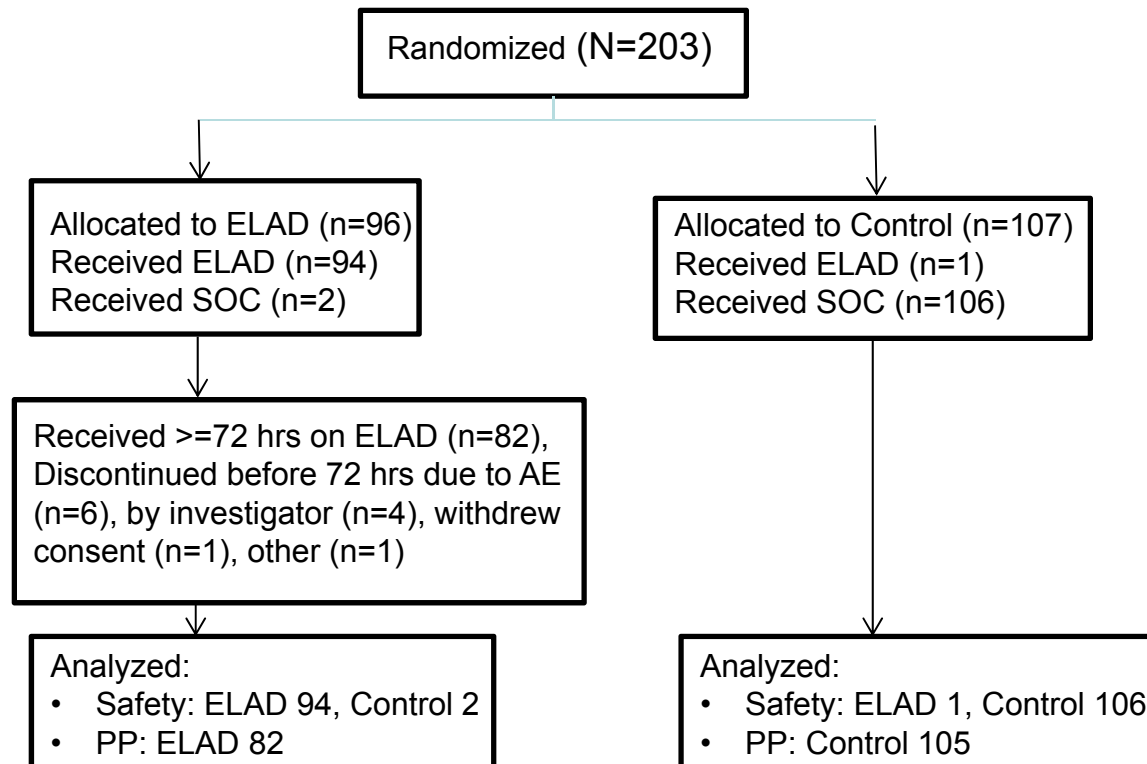 Randomized (N=203)
Allocated to ELAD (n=96)
Received ELAD (n=94)
Received SOC (n=2)
Allocated to Control (n=107)
Received ELAD (n=1)
Received SOC (n=106)
Received >=72 hrs on ELAD (n=82),
Discontinued before 72 hrs due to AE
(n=6), by investigator (n=4), withdrew
consent (n=1), other (n=1)
Analyzed:
• Safety: ELAD 94, Control 2
• PP: ELAD 82
Analyzed:
• Safety: ELAD 1, Control 106
• PP: Control 105